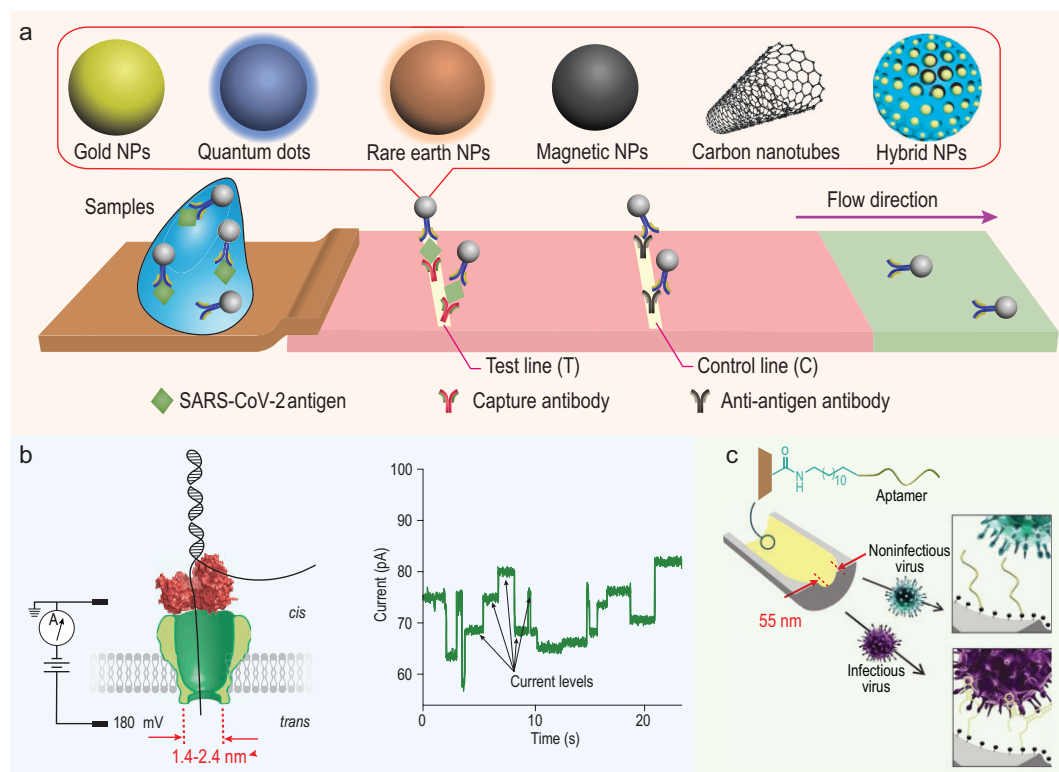 a
Gold NPs
Quantum dots
Rare earth NPs
Magnetic NPs
Carbon nanotubes
Hybrid NPs
Samples
Flow direction
Test line (T)
Control line (C)
SARS-CoV-2 antigen
Capture antibody
Anti-antigen antibody
b
A
cis
180 mV
trans
1.4-2.4 nm
100
90
80
70
60
Current (pA)
Current levels
0
10
20
Time (s)
c
O
N
H
10
Aptamer
Noninfectious
virus
55 nm
Infectious
virus